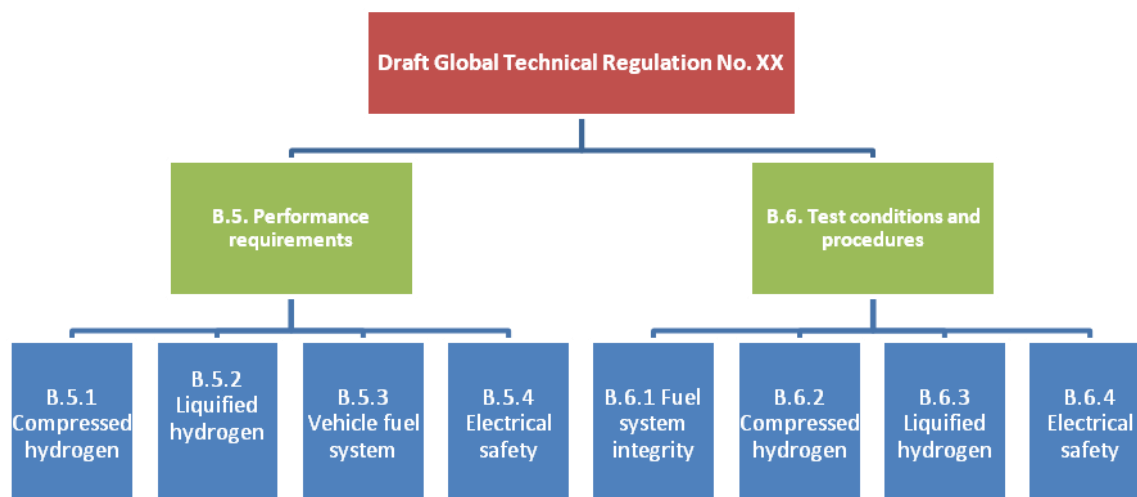 Draft Global Technical Regulation No. XX
B.5. Performance
requirements
B.6. Test conditions and
procedures
B.5.1
Compressed
hydrogen
B.5.2
Liquified
hydrogen
B.5.3
Vehicle fuel
system
B.5.4
Electrical
safety
B.6.1 Fuel
system
integrity
B.6.2
Compressed
hydrogen
B.6.3
Liquified
hydrogen
B.6.4
Electrical
safety